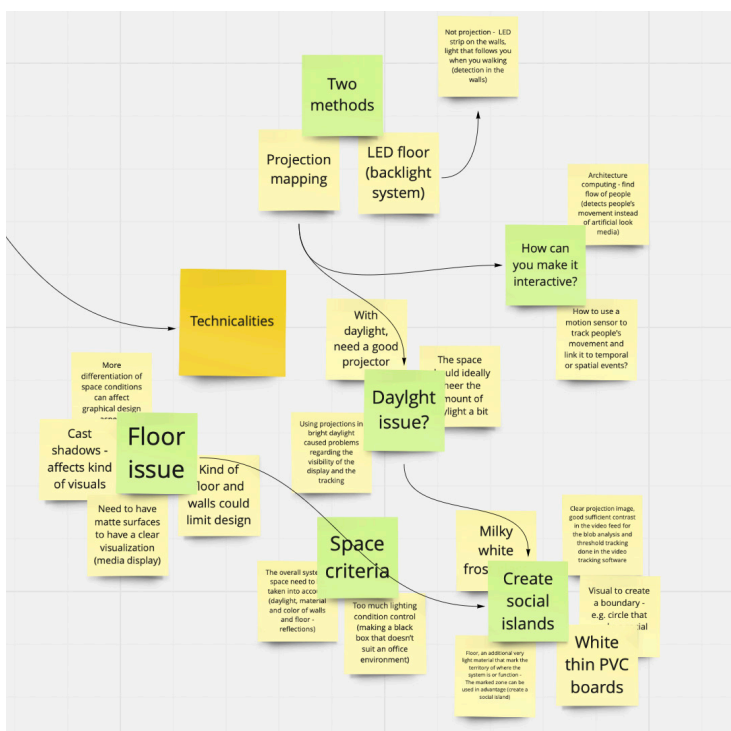 Not projection - LED
strip on the walls,
light that follows you
when you walking
(detection in the
walls)
Two
methods
Projection
mapping
LED floor
(backlight
system)
Architecture
computing - find
flow of people
(detects people's
movement instead
of artificial look
media)
How can
you make it
interactive?
How to use a
motion sensor to
track people's
movement and
link it to temporal
or spatial events?
Technicalities
With
daylight,
need a good
projector
The space
ideally
a bit
Daylght
issue?
Using projections in
bright daylight
caused problems
regarding the
visibility of the
display and the
tracking
More
differentiation of
space conditions
can affect
graphical design
Cast
shadows -
affects kind
of visuals
Floor
issue
Kind of
floor and
walls could
limit design
Need to have
matte surfaces
to have a clear
visualization
(media display)
Space
criteria
The overall
space need to
taken into
(daylight, material
and color of walls
and floor -
reflections)
Too much lighting
condition control
(making a black
box that doesn't
suit an office
environment)
Milky
white
Create
social
islands
Clear projection image,
good sufficient contrast
in the video feed for
the blob analysis and
threshold tracking
done in the video
tracking software
Visual to create
a boundary -
e.g. circle that
White
thin PVC
boards
Floor, an additional very
light material that mark the
territory of where the
system is or function -
The marked zone can be
used in advantage (create a
social island)